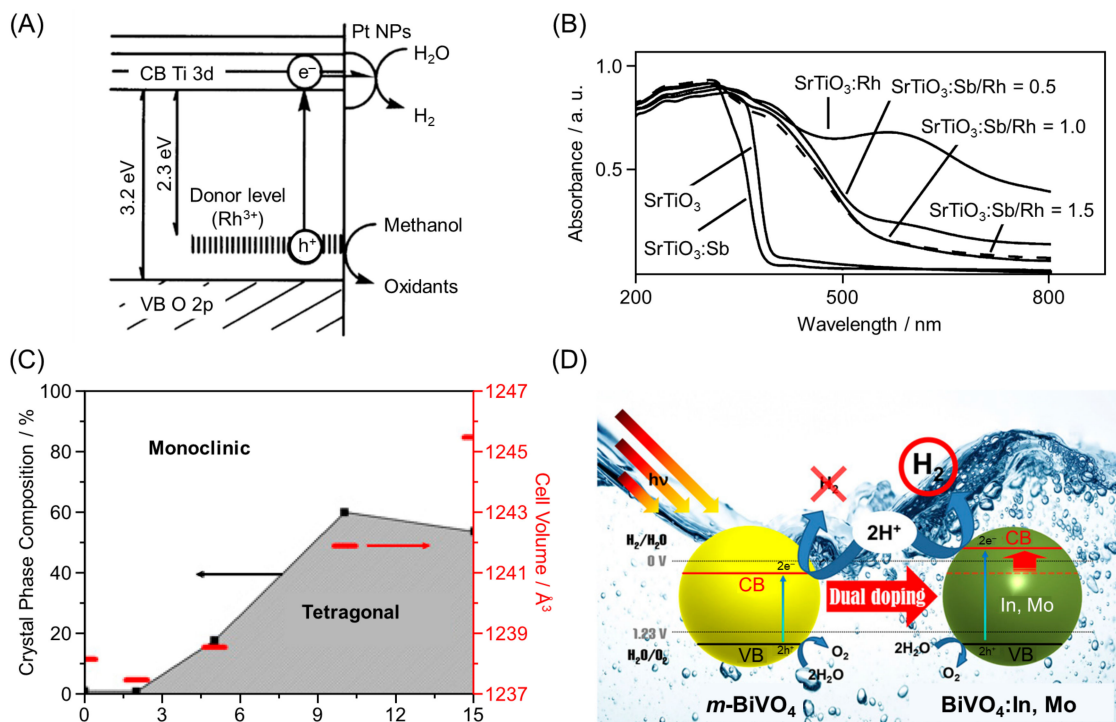 (A)
Pt NPs
H₂O
CB Ti 3d
e⁻
H₂
3.2 eV
2.3 eV
Donor level
(Rh³⁺)
Methanol
h⁺
Oxidants
VB O 2p
(B)
Absorbance / a. u.
1.0
0.5
SrTiO₃:Rh
SrTiO₃:Sb/Rh = 0.5
SrTiO₃:Sb/Rh = 1.0
SrTiO₃
SrTiO₃:Sb/Rh = 1.5
SrTiO₃:Sb
200
500
800
Wavelength / nm
(C)
Crystal Phase Composition / %
100
80
60
40
20
0
Monoclinic
Tetragonal
1247
1245
1243
1241
1239
1237
Cell Volume / Å³
0
3
6
9
12
15
(D)
hν
H₂
H₂
H₂/H₂O
0 V
2H⁺
2e⁻
CB
2e⁻
CB
Dual doping
In, Mo
1.23 V
H₂O/O₂
VB
2h⁺
O₂
2H₂O
2H₂O
O₂
2h⁺
VB
m-BiVO₄
BiVO₄:In, Mo